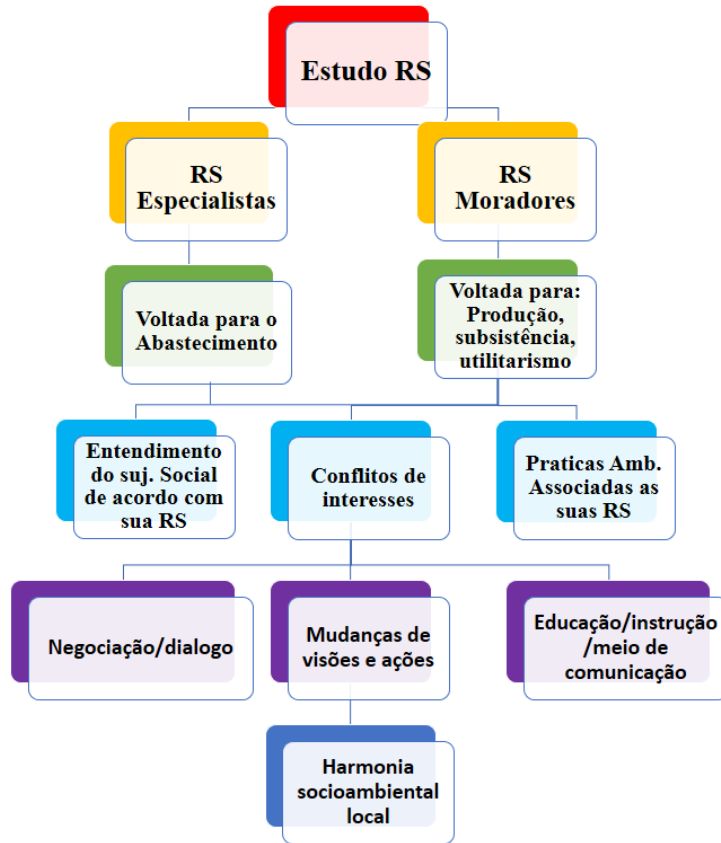 Estudo RS
RS
Especialistas
RS
Moradores
Voltada para o
Abastecimento
Voltada para:
Produção,
subsistência,
utilitarismo
Entendimento
do suj. Social
de acordo com
sua RS
Conflitos de
interesses
Praticas Amb.
Associadas as
suas RS
Negociação/dialogo
Mudanças de
visões e ações
Educação/instrução
/meio de
comunicação
Harmonia
socioambiental
local